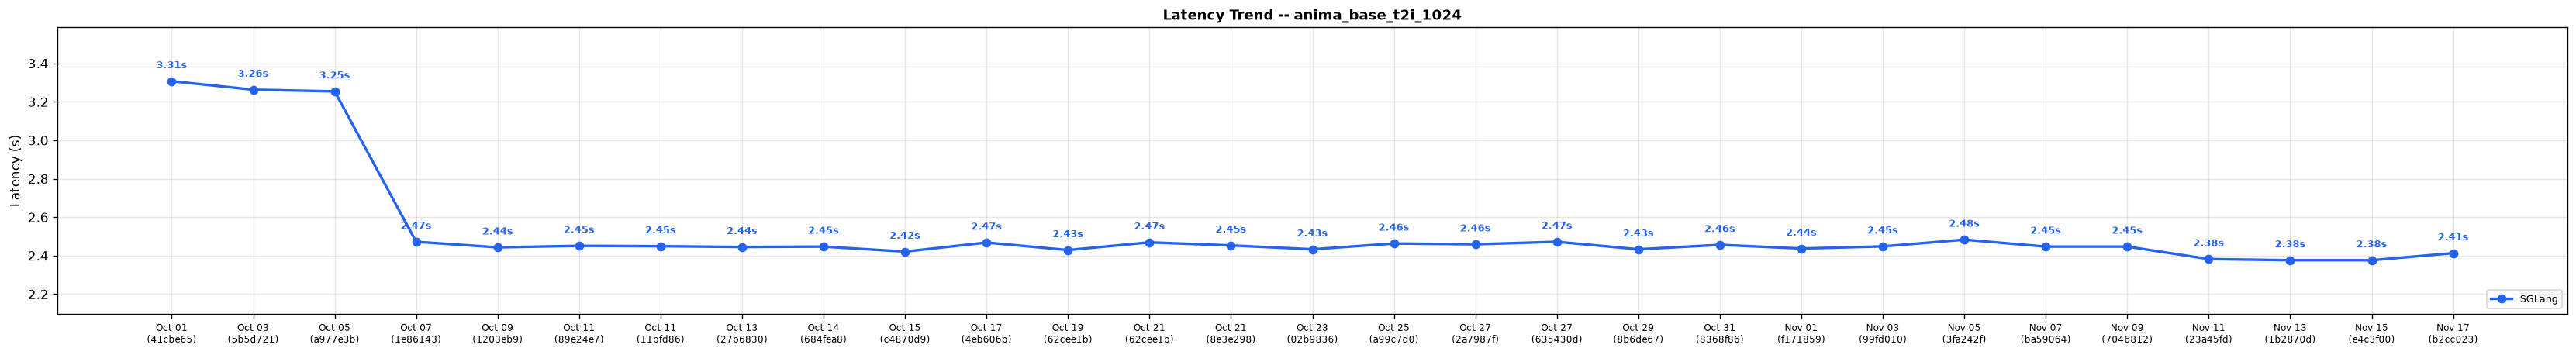 Latency Trend -- anima_base_t2i_1024
Latency (s)
3.4
3.2
3.0
2.8
2.6
2.4
2.2
3.31s 3.26s 3.25s 2.47s 2.44s 2.45s 2.45s 2.44s 2.45s 2.42s 2.47s 2.43s 2.47s 2.45s 2.43s 2.46s 2.46s 2.47s 2.43s 2.46s 2.44s 2.45s 2.48s 2.45s 2.45s 2.38s 2.38s 2.38s 2.41s
SGLang
Oct 01 Oct 03 Oct 05 Oct 07 Oct 09 Oct 11 Oct 11 Oct 13 Oct 14 Oct 15 Oct 17 Oct 19 Oct 21 Oct 21 Oct 23 Oct 25 Oct 27 Oct 27 Oct 29 Oct 31 Nov 01 Nov 03 Nov 05 Nov 07 Nov 09 Nov 11 Nov 13 Nov 15 Nov 17
(41cbe65) (5b5d721) (a977e3b) (1e86143) (1203eb9) (89e24e7) (11bfd86) (27b6830) (684fea8) (c4870d9) (4eb606b) (62cee1b) (62cee1b) (8e3e298) (02b9836) (a99c7d0) (2a7987f) (635430d) (8b6de67) (8368f86) (f171859) (99fd010) (3fa242f) (ba59064) (7046812) (23a45fd) (1b2870d) (e4c3f00) (b2cc023)